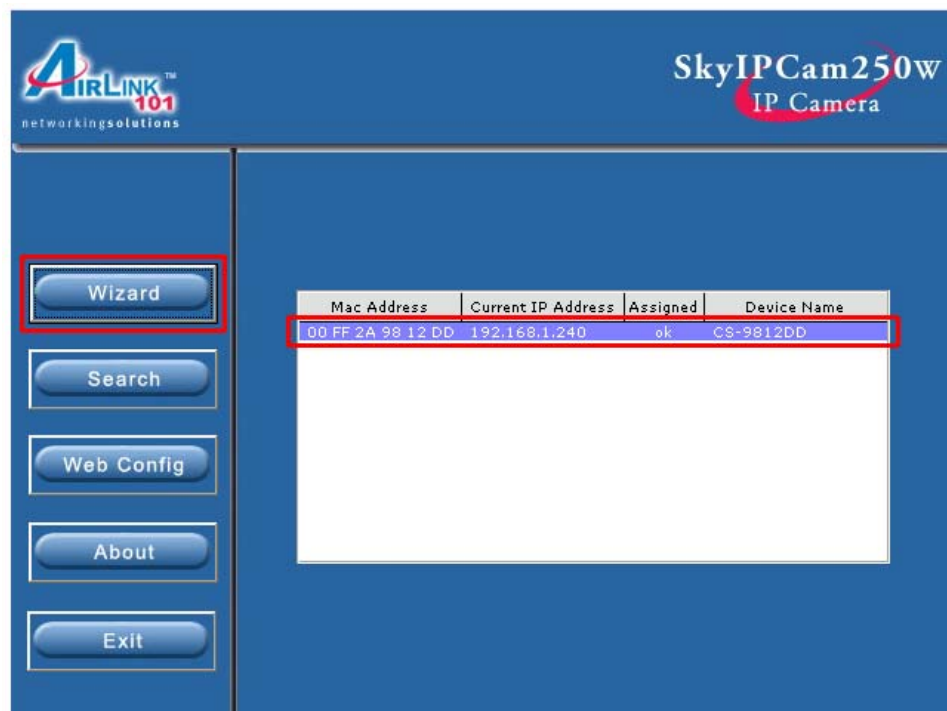 AIRLINK™
101
networkingsolutions
SkyIPCam250W
IP Camera
Wizard
Search
Web Config
About
Exit
Mac Address Current IP Address Assigned Device Name
00 FF 2A 98 12 DD 192.168.1.240 ok CS-9812DD